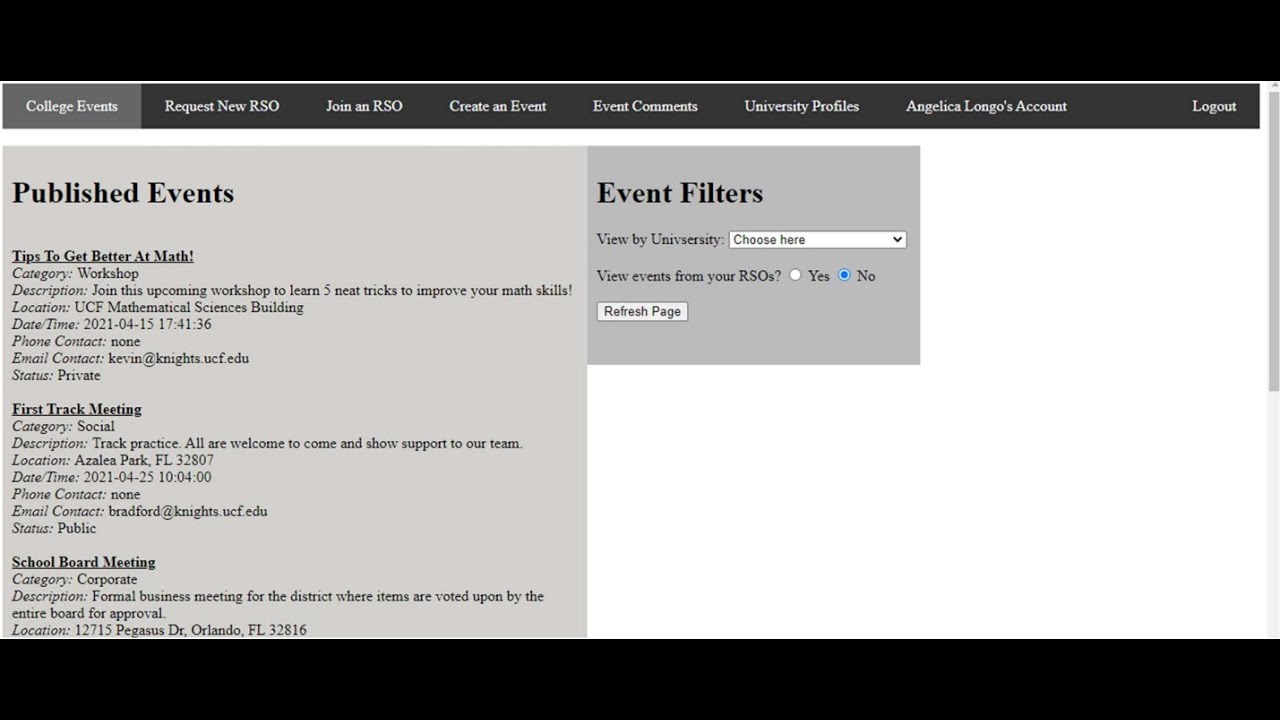 College Events Request New RSO Join an RSO Create an Event Event Comments University Profiles Angelica Longo's Account Logout
Published Events
Tips To Get Better At Math!
Category: Workshop
Description: Join this upcoming workshop to learn 5 neat tricks to improve your math skills!
Location: UCF Mathematical Sciences Building
Date/Time: 2021-04-15 17:41:36
Phone Contact: none
Email Contact: kevin@knights.ucf.edu
Status: Private
First Track Meeting
Category: Social
Description: Track practice. All are welcome to come and show support to our team.
Location: Azalea Park, FL 32807
Date/Time: 2021-04-25 10:04:00
Phone Contact: none
Email Contact: bradford@knights.ucf.edu
Status: Public
School Board Meeting
Category: Corporate
Description: Formal business meeting for the district where items are voted upon by the
entire board for approval.
Location: 12715 Pegasus Dr, Orlando, FL 32816
Event Filters
View by Univsersity: Choose here
View events from your RSOs? Yes No
Refresh Page